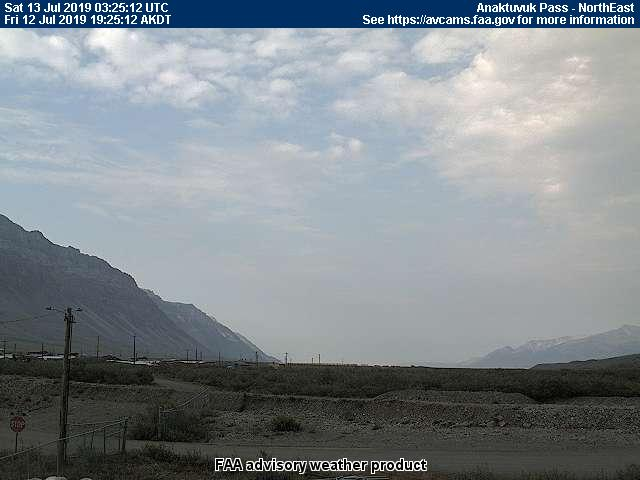 Sat 13 Jul 2019 03:25:12 UTC
Anaktuvuk Pass - NorthEast
Fri 12 Jul 2019 19:25:12 AKDT
See https://avcams.faa.gov for more information
STOP
FAA advisory weather product